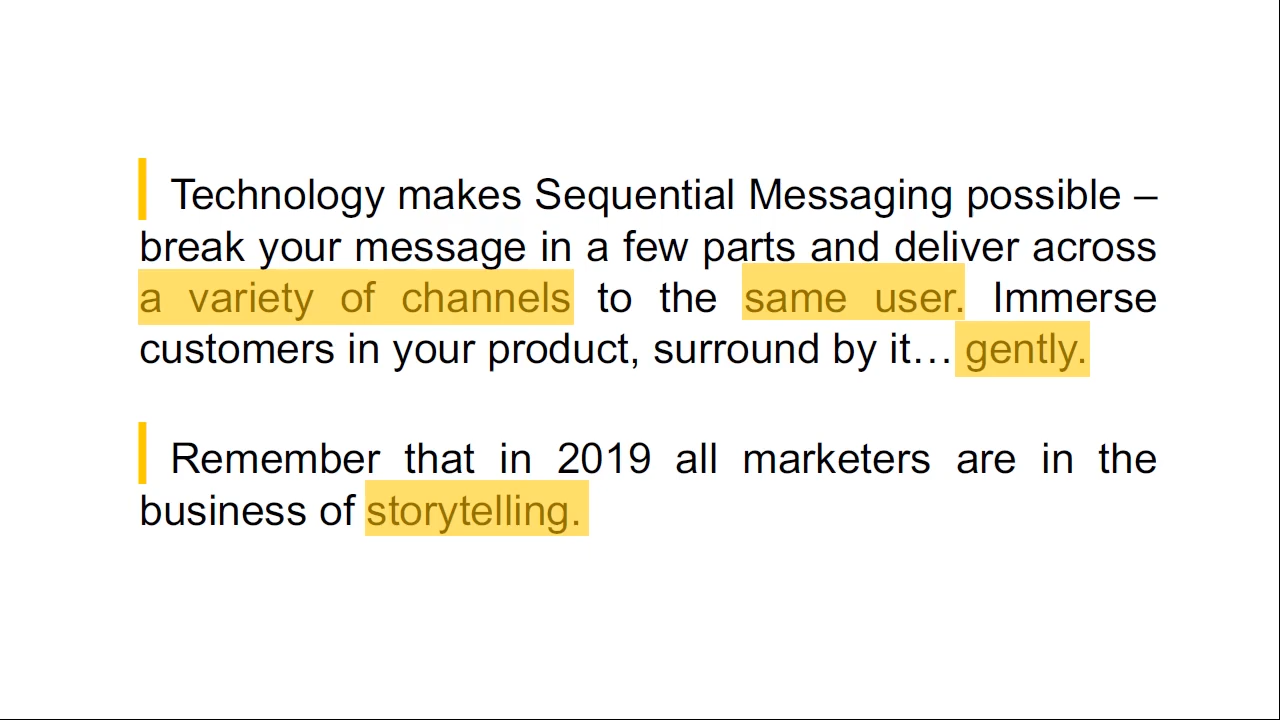 Technology makes Sequential Messaging possible –
break your message in a few parts and deliver across
a variety of channels to the same user. Immerse
customers in your product, surround by it… gently.
Remember that in 2019 all marketers are in the
business of storytelling.